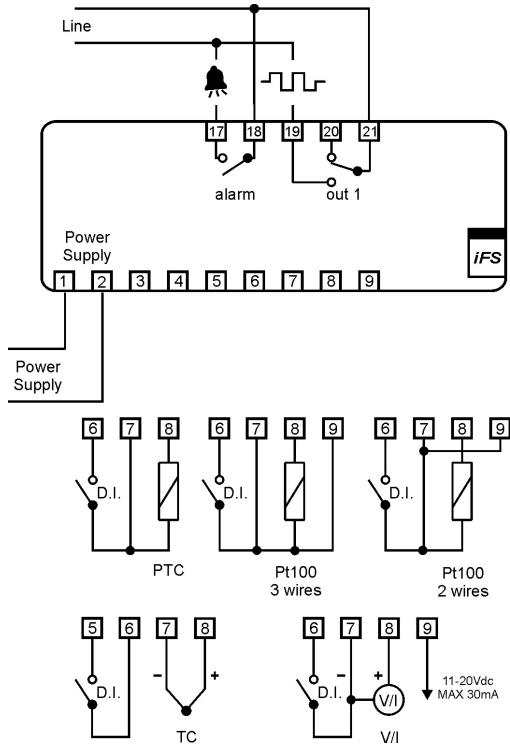 Line
17 18 19 20 21
alarm out 1
Power
Supply
iFS
1 2 3 4 5 6 7 8 9
Power
Supply
6 7 8 6 7 8 9 6 7 8 9
D.I. D.I. D.I.
PTC Pt100 Pt100
3 wires 2 wires
5 6 7 8 6 7 8 9
- + - +
D.I. D.I. V/I 11-20Vdc
MAX 30mA
TC V/I